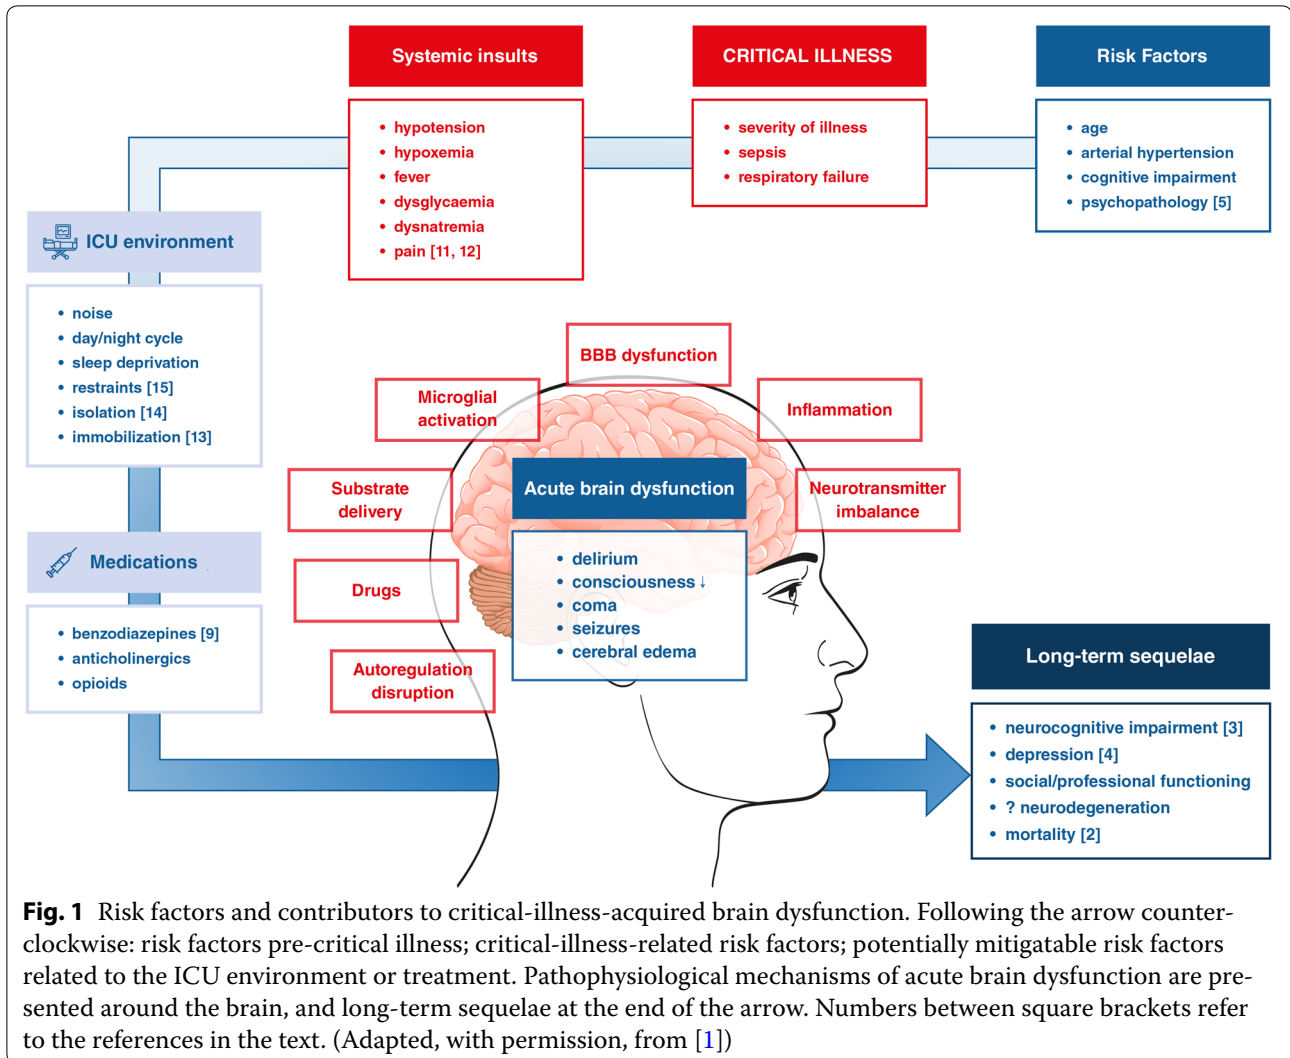 Systemic insults
• hypotension
• hypoxemia
• fever
• dysglycaemia
• dysnatremia
• pain [11, 12]
CRITICAL ILLNESS
• severity of illness
• sepsis
• respiratory failure
Risk Factors
• age
• arterial hypertension
• cognitive impairment
• psychopathology [5]
ICU environment
• noise
• day/night cycle
• sleep deprivation
• restraints [15]
• isolation [14]
• immobilization [13]
Medications
• benzodiazepines [9]
• anticholinergics
• opioids
BBB dysfunction
Microglial
activation
Inflammation
Substrate
delivery
Neurotransmitter
imbalance
Drugs
Autoregulation
disruption
Acute brain dysfunction
• delirium
• consciousness ↓
• coma
• seizures
• cerebral edema
Long-term sequelae
• neurocognitive impairment [3]
• depression [4]
• social/professional functioning
• ? neurodegeneration
• mortality [2]
Fig. 1 Risk factors and contributors to critical-illness-acquired brain dysfunction. Following the arrow counter-
clockwise: risk factors pre-critical illness; critical-illness-related risk factors; potentially mitigatable risk factors
related to the ICU environment or treatment. Pathophysiological mechanisms of acute brain dysfunction are pre-
sented around the brain, and long-term sequelae at the end of the arrow. Numbers between square brackets refer
to the references in the text. (Adapted, with permission, from [1])